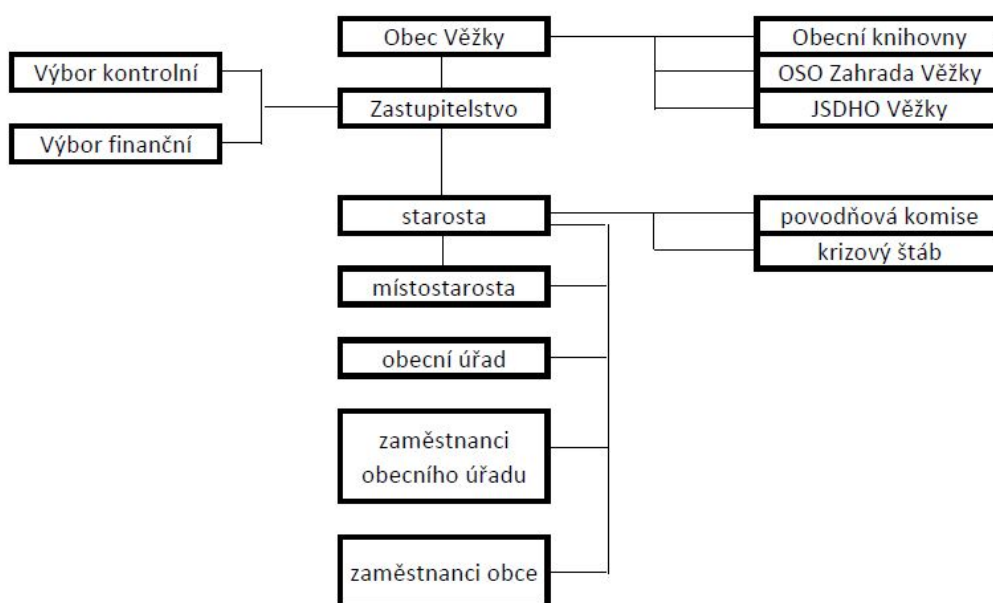 Obec Věžky
Obecní knihovny
Výbor kontrolní
OSO Zahrada Věžky
Zastupitelstvo
JSDHO Věžky
Výbor finanční
starosta
povodňová komise
krizový štáb
místostarosta
obecní úřad
zaměstnanci
obecního úřadu
zaměstnanci obce